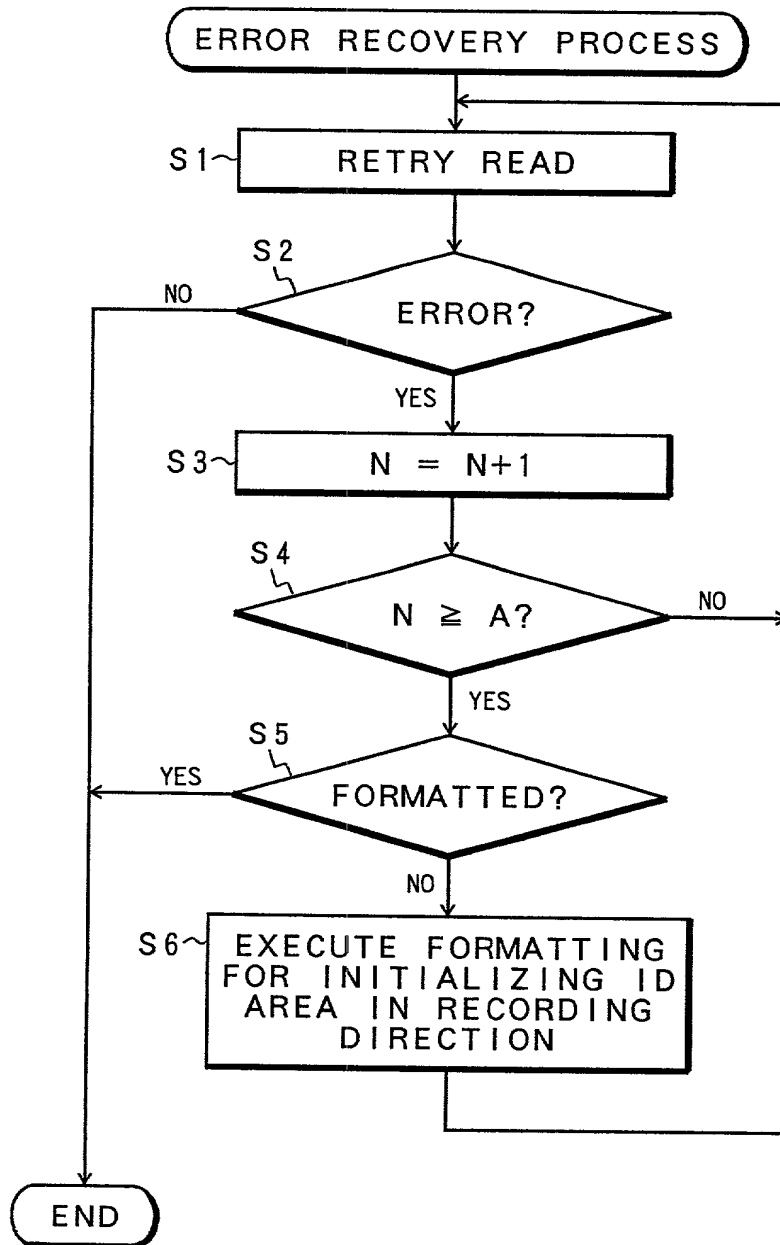 ERROR RECOVERY PROCESS
S1
RETRY READ
S2
NO
ERROR?
YES
S3
N = N+1
S4
N ≧ A?
NO
YES
S5
YES
FORMATTED?
NO
S6
EXECUTE FORMATTING
FOR INITIALIZING ID
AREA IN RECORDING
DIRECTION
END